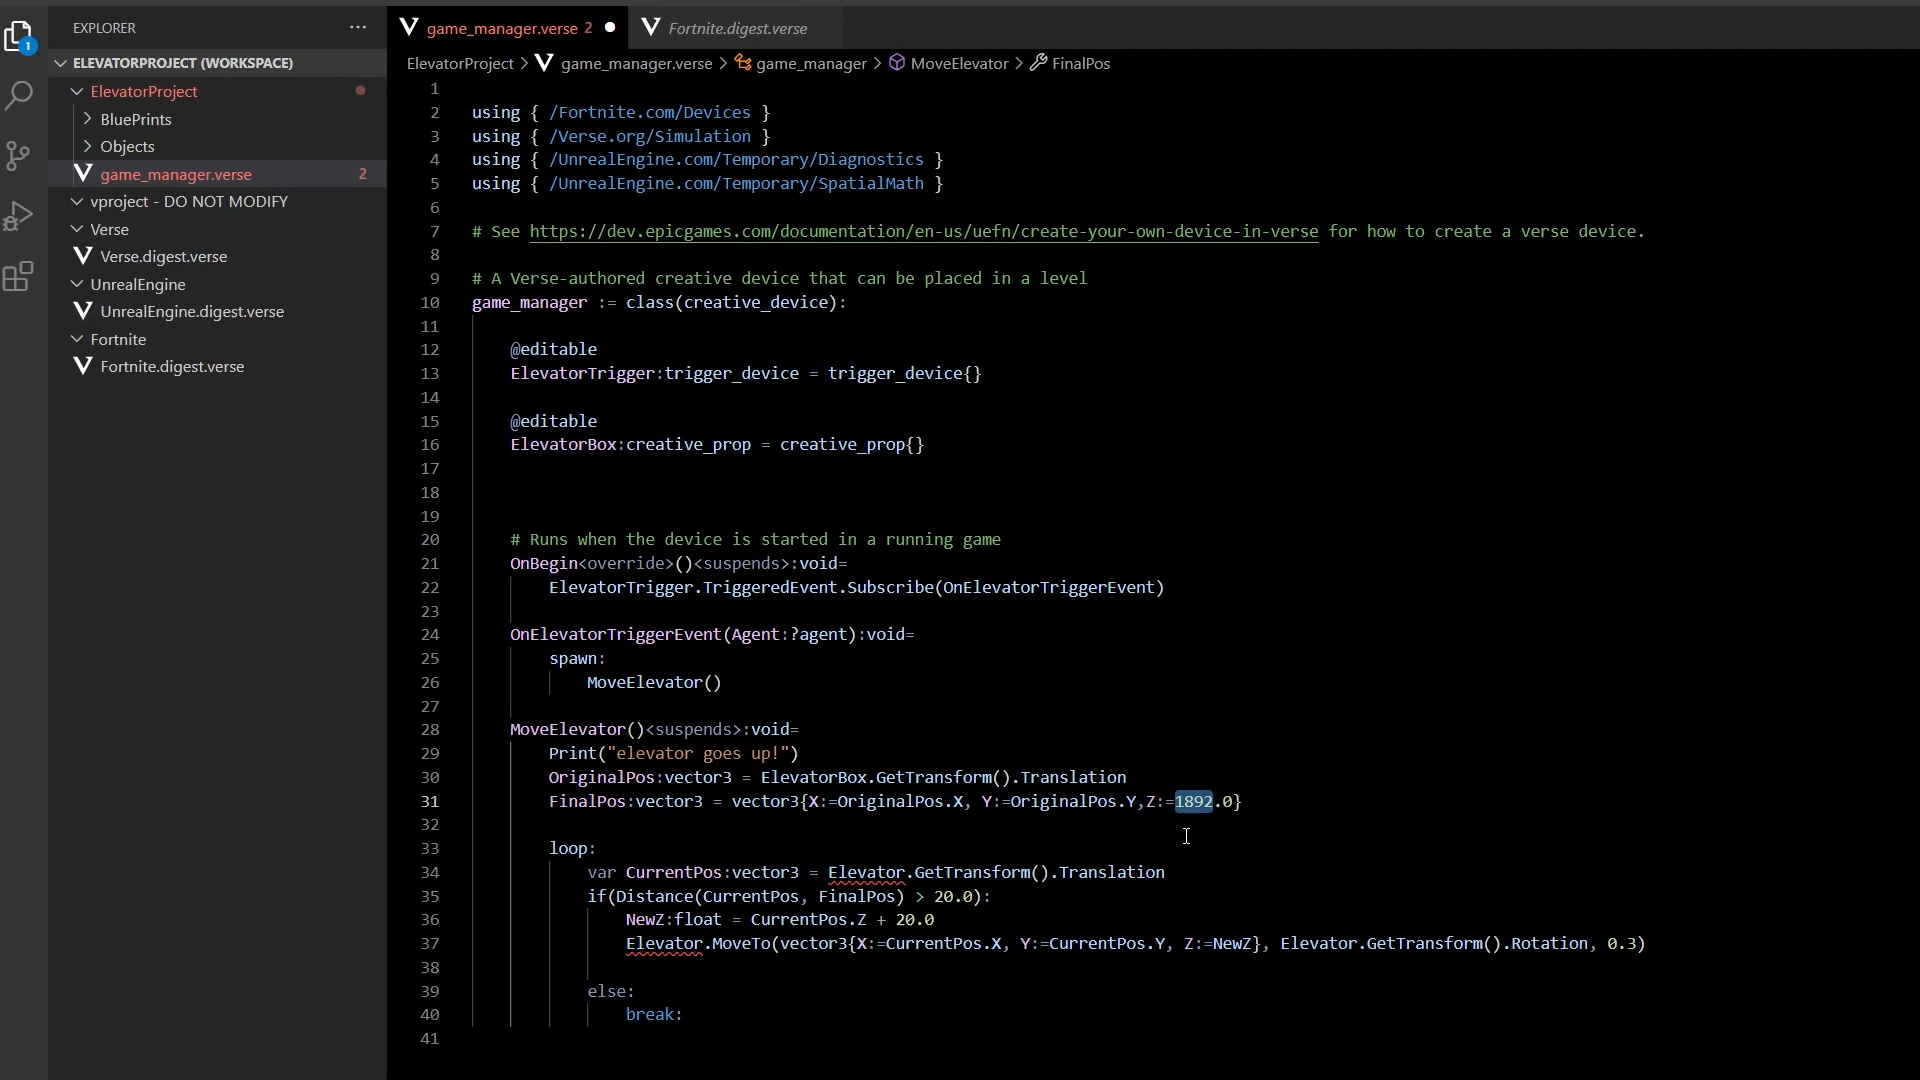 EXPLORER
ELEVATORPROJECT (WORKSPACE)
ElevatorProject
BluePrints
Objects
game_manager.verse 2
vproject - DO NOT MODIFY
Verse
Verse.digest.verse
UnrealEngine
UnrealEngine.digest.verse
Fortnite
Fortnite.digest.verse
1
game_manager.verse 2
Fortnite.digest.verse
ElevatorProject > game_manager.verse > game_manager > MoveElevator > FinalPos
1
2 using { /Fortnite.com/Devices }
3 using { /Verse.org/Simulation }
4 using { /UnrealEngine.com/Temporary/Diagnostics }
5 using { /UnrealEngine.com/Temporary/SpatialMath }
6
7 # See https://dev.epicgames.com/documentation/en-us/uefn/create-your-own-device-in-verse for how to create a verse device.
8
9 # A Verse-authored creative device that can be placed in a level
10 game_manager := class(creative_device):
11
12 @editable
13 ElevatorTrigger:trigger_device = trigger_device{}
14
15 @editable
16 ElevatorBox:creative_prop = creative_prop{}
17
18
19
20 # Runs when the device is started in a running game
21 OnBegin<override>()<suspends>:void=
22 ElevatorTrigger.TriggeredEvent.Subscribe(OnElevatorTriggerEvent)
23
24 OnElevatorTriggerEvent(Agent:?agent):void=
25 spawn:
26 MoveElevator()
27
28 MoveElevator()<suspends>:void=
29 Print("elevator goes up!")
30 OriginalPos:vector3 = ElevatorBox.GetTransform().Translation
31 FinalPos:vector3 = vector3{X:=OriginalPos.X, Y:=OriginalPos.Y,Z:=1892.0}
32
33 loop:
34 var CurrentPos:vector3 = Elevator.GetTransform().Translation
35 if(Distance(CurrentPos, FinalPos) > 20.0):
36 NewZ:float = CurrentPos.Z + 20.0
37 Elevator.MoveTo(vector3{X:=CurrentPos.X, Y:=CurrentPos.Y, Z:=NewZ}, Elevator.GetTransform().Rotation, 0.3)
38
39 else:
40 break:
41